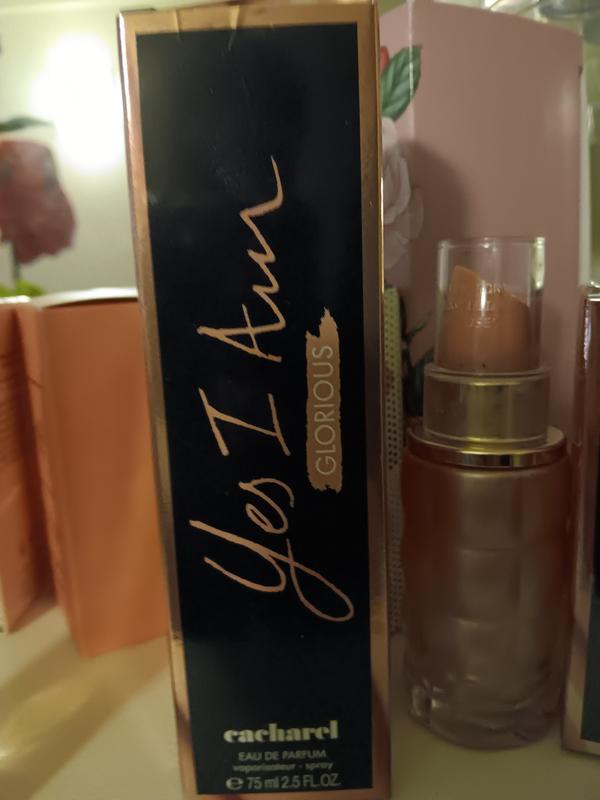 Yes I Am
GLORIOUS
cacharel
EAU DE PARFUM
vaporisateur - spray
℮ 75 ml 2.5 FL.OZ.